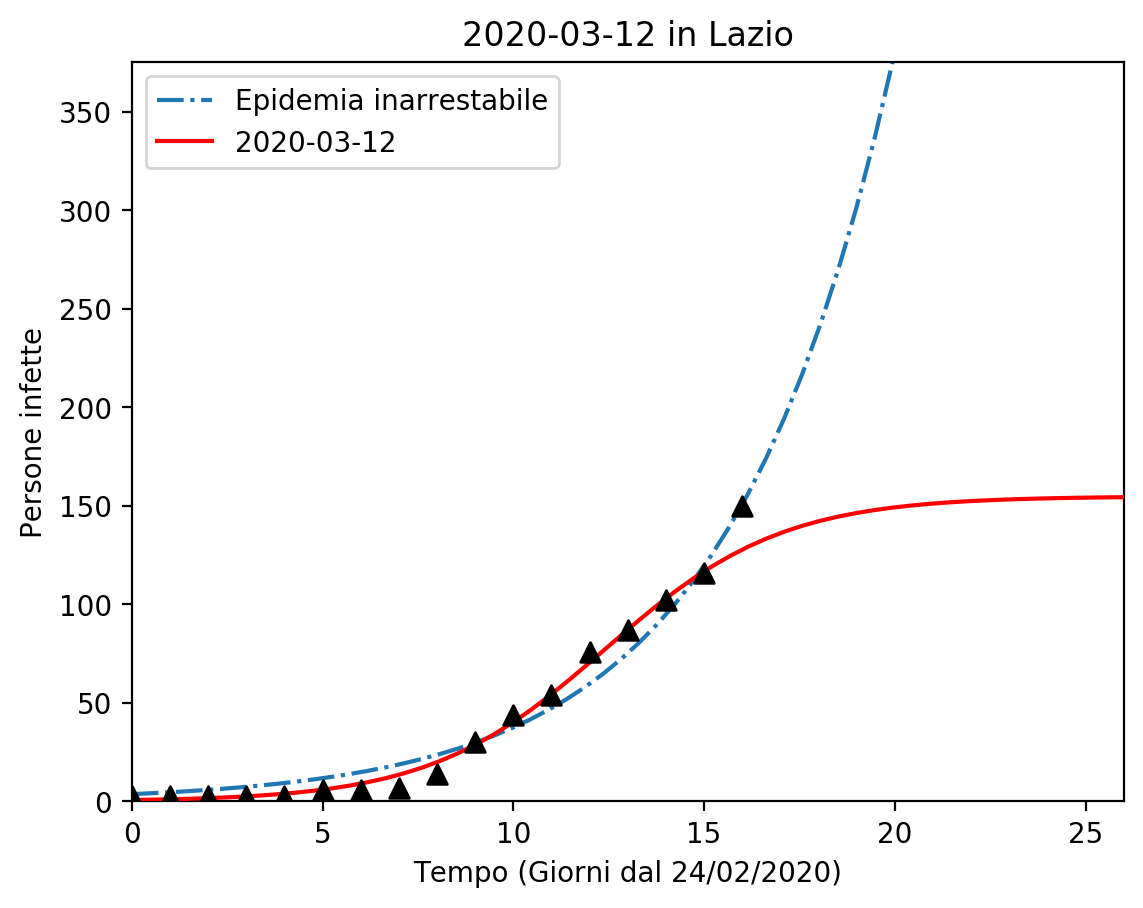 2020-03-12 in Lazio
Epidemia inarrestabile
2020-03-12
350
300
250
200
150
100
50
0
Persone infette
0 5 10 15 20 25
Tempo (Giorni dal 24/02/2020)